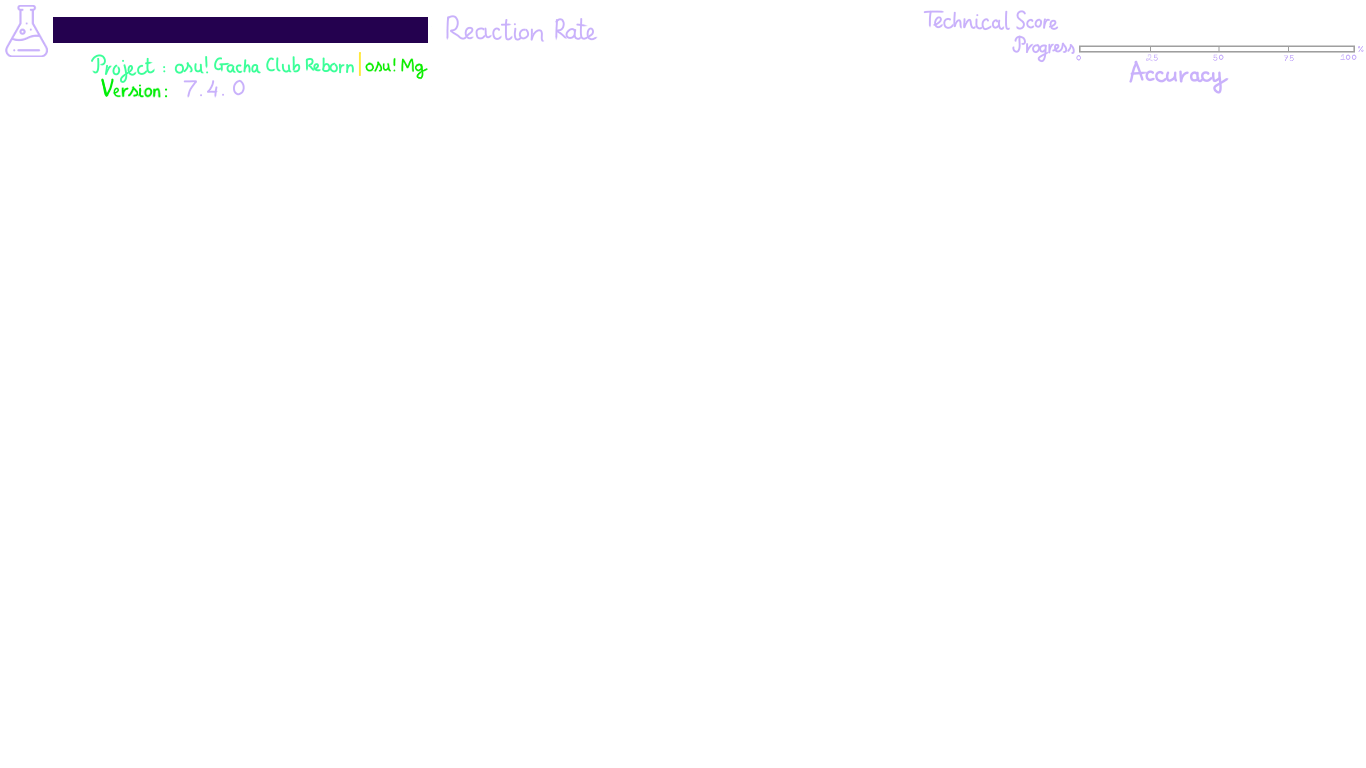 Reaction Rate
Technical Score
Progress
%
0 25 50 75 100
Accuracy
Project : osu! Gacha Club Reborn | osu! Mg
Version: 7.4.0